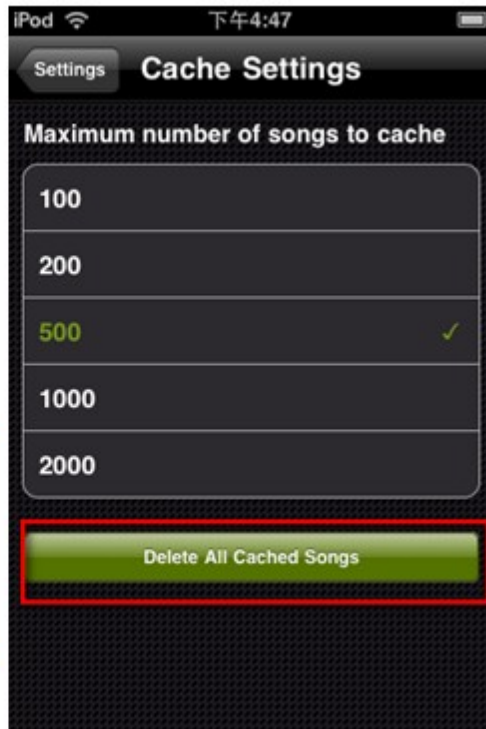 iPod 下午4:47
Settings Cache Settings
Maximum number of songs to cache
100
200
500 ✓
1000
2000
Delete All Cached Songs